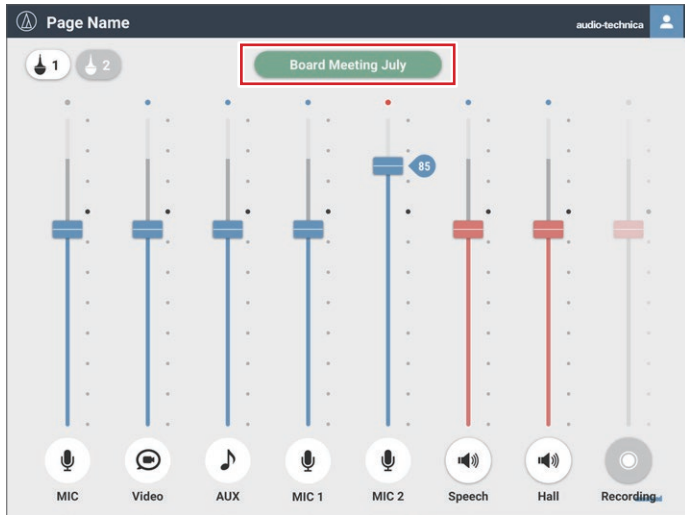 Page Name
audio-technica
1
2
Board Meeting July
85
MIC
Video
AUX
MIC 1
MIC 2
Speech
Hall
Recording